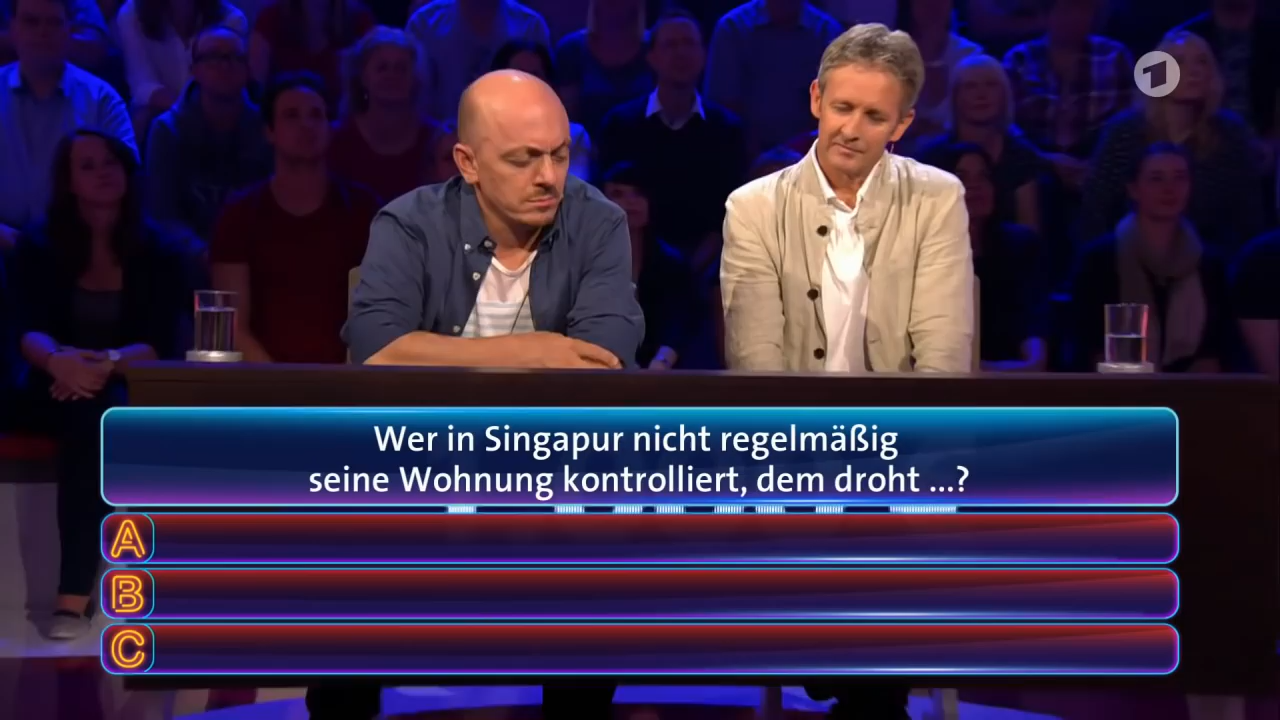 1
Wer in Singapur nicht regelmäßig
seine Wohnung kontrolliert, dem droht ...?
A
B
C